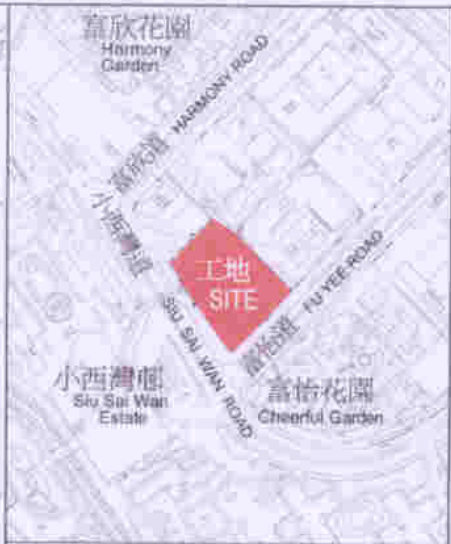 富欣花園
Harmony
Garden
富欣道 HARMONY ROAD
小西灣道
工地
SITE
SIU SAI WAN ROAD
富怡道 FU YEE ROAD
小西灣邨
Siu Sai Wan
Estate
富怡花園
Cheerful Garden